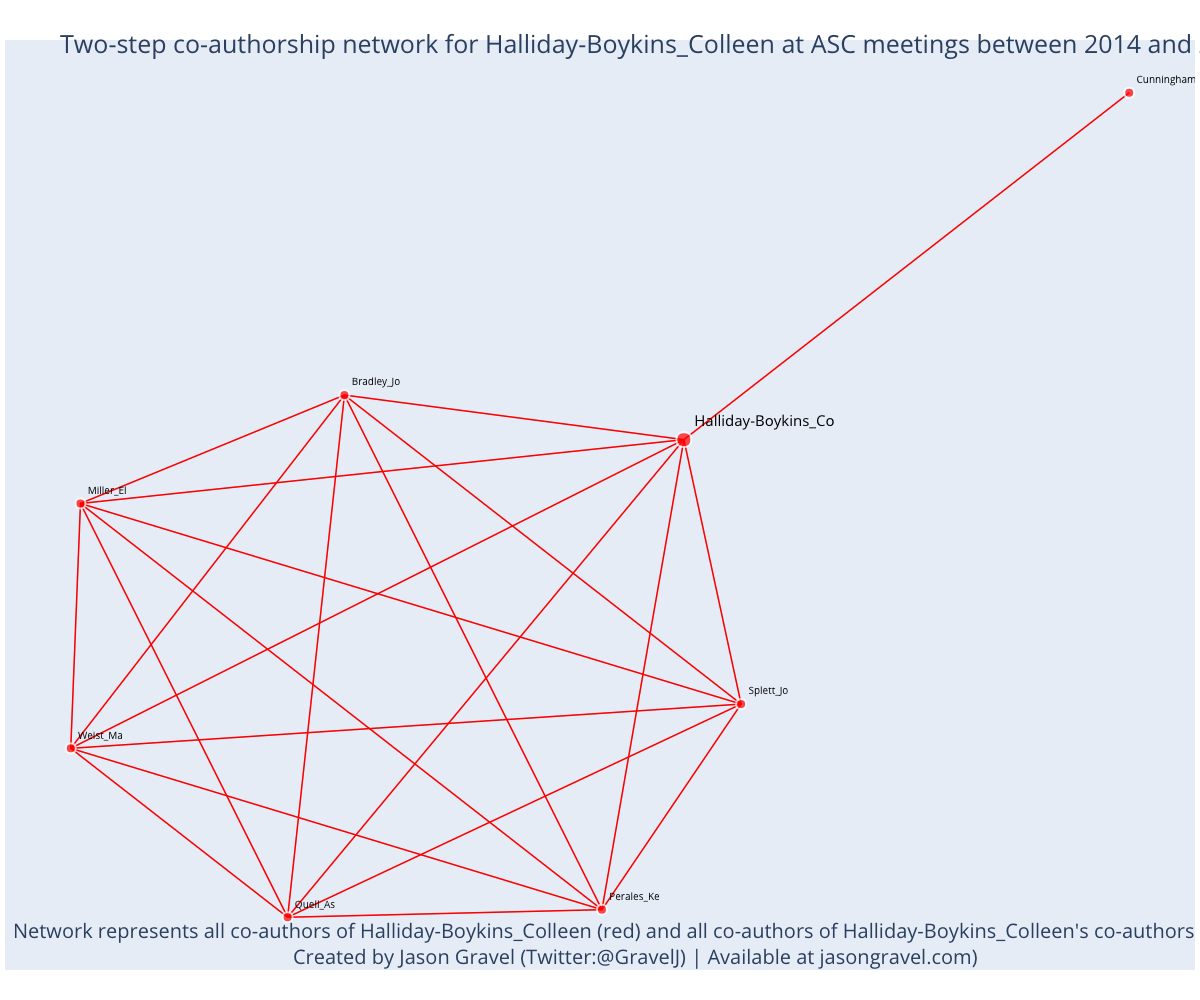 Two-step co-authorship network for Halliday-Boykins_Colleen at ASC meetings between 2014 and
Cunningham
Bradley_Jo
Halliday-Boykins_Co
Miller_El
Splett_Jo
Weist_Ma
Perales_Ke
Quell_As
Network represents all co-authors of Halliday-Boykins_Colleen (red) and all co-authors of Halliday-Boykins_Colleen's co-authors
Created by Jason Gravel (Twitter:@GravelJ) | Available at jasongravel.com)